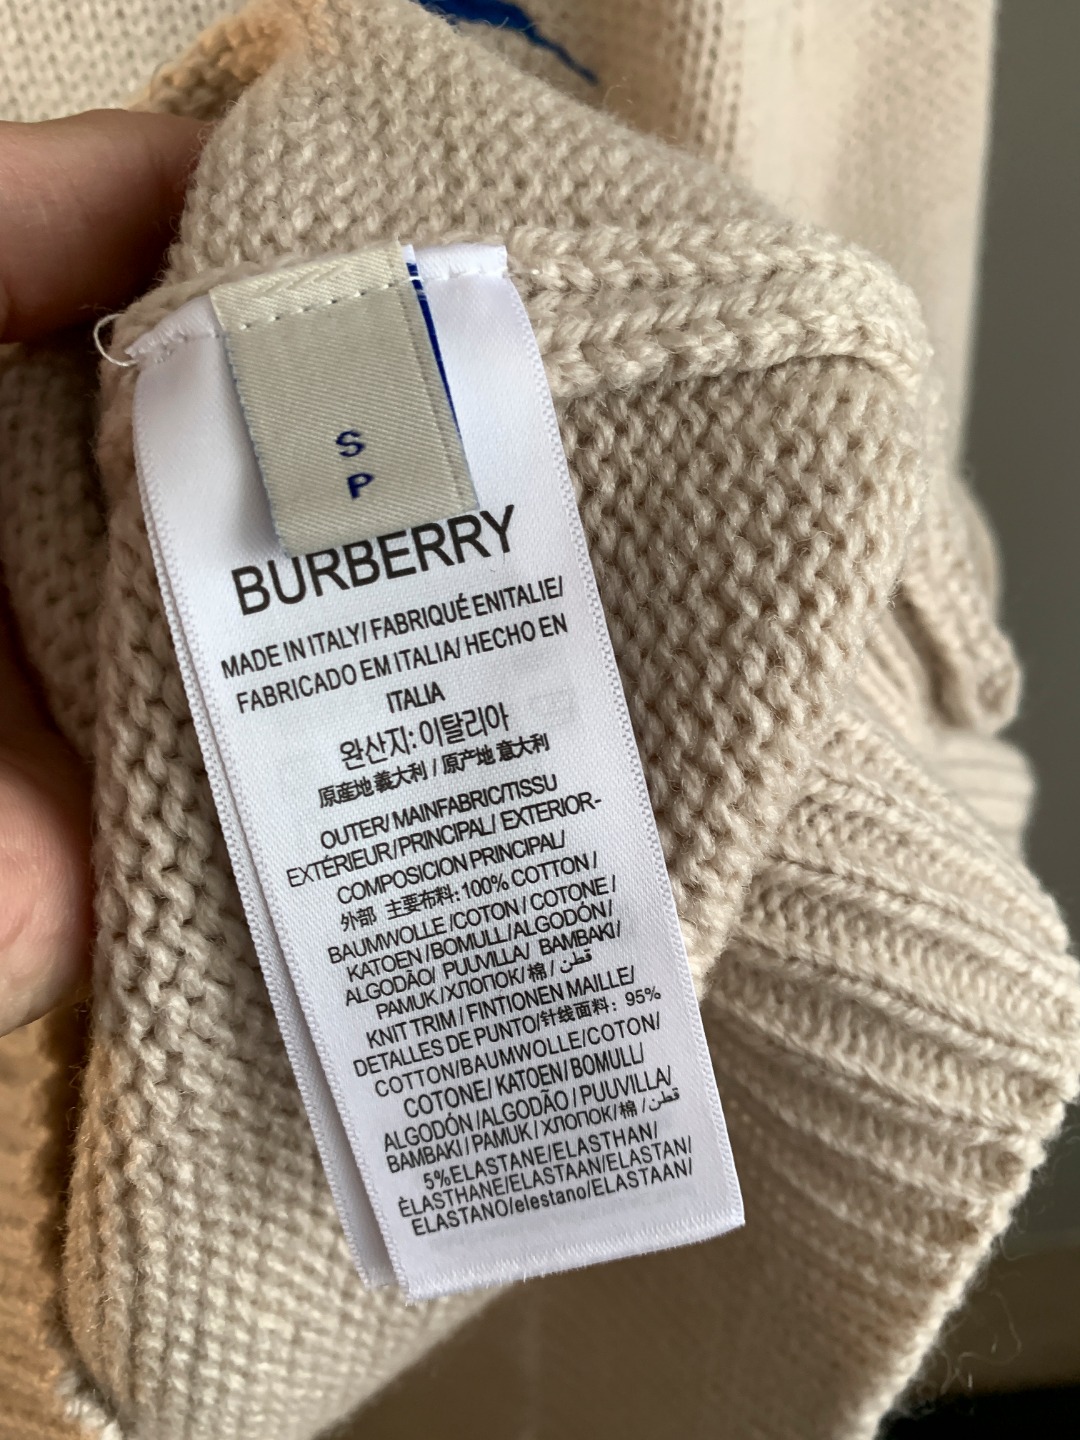 S
P
BURBERRY
MADE IN ITALY/ FABRIQUÉ ENITALIE/
FABRICADO EM ITALIA/ HECHO EN
ITALIA
완산지: 이탈리아
原産地 義大利 / 原产地 意大利
OUTER/ MAINFABRIC/TISSU
EXTÉRIEUR/PRINCIPAL/ EXTERIOR-
COMPOSICION PRINCIPAL/
外部 主要布料: 100% COTTON /
BAUMWOLLE /COTON / COTONE /
KATOEN /BOMULL/ALGODÓN/
ALGODÃO/ PUUVILLA/ BAMBAKI/
PAMUK /ХЛОПОК/ 棉 / قطن
KNIT TRIM / FINTIONEN MAILLE/
DETALLES DE PUNTO/针线面料: 95%
COTTON/BAUMWOLLE/COTON/
COTONE/ KATOEN/ BOMULL/
ALGODÓN /ALGODÃO / PUUVILLA/
BAMBAKI / PAMUK / ХЛОПОК/ 棉 / قطن/
5%ELASTANE/ELASTHAN/
ÈLASTHANE/ELASTAAN/ELASTAN/
ELASTANO/elestano/ELASTAAN/